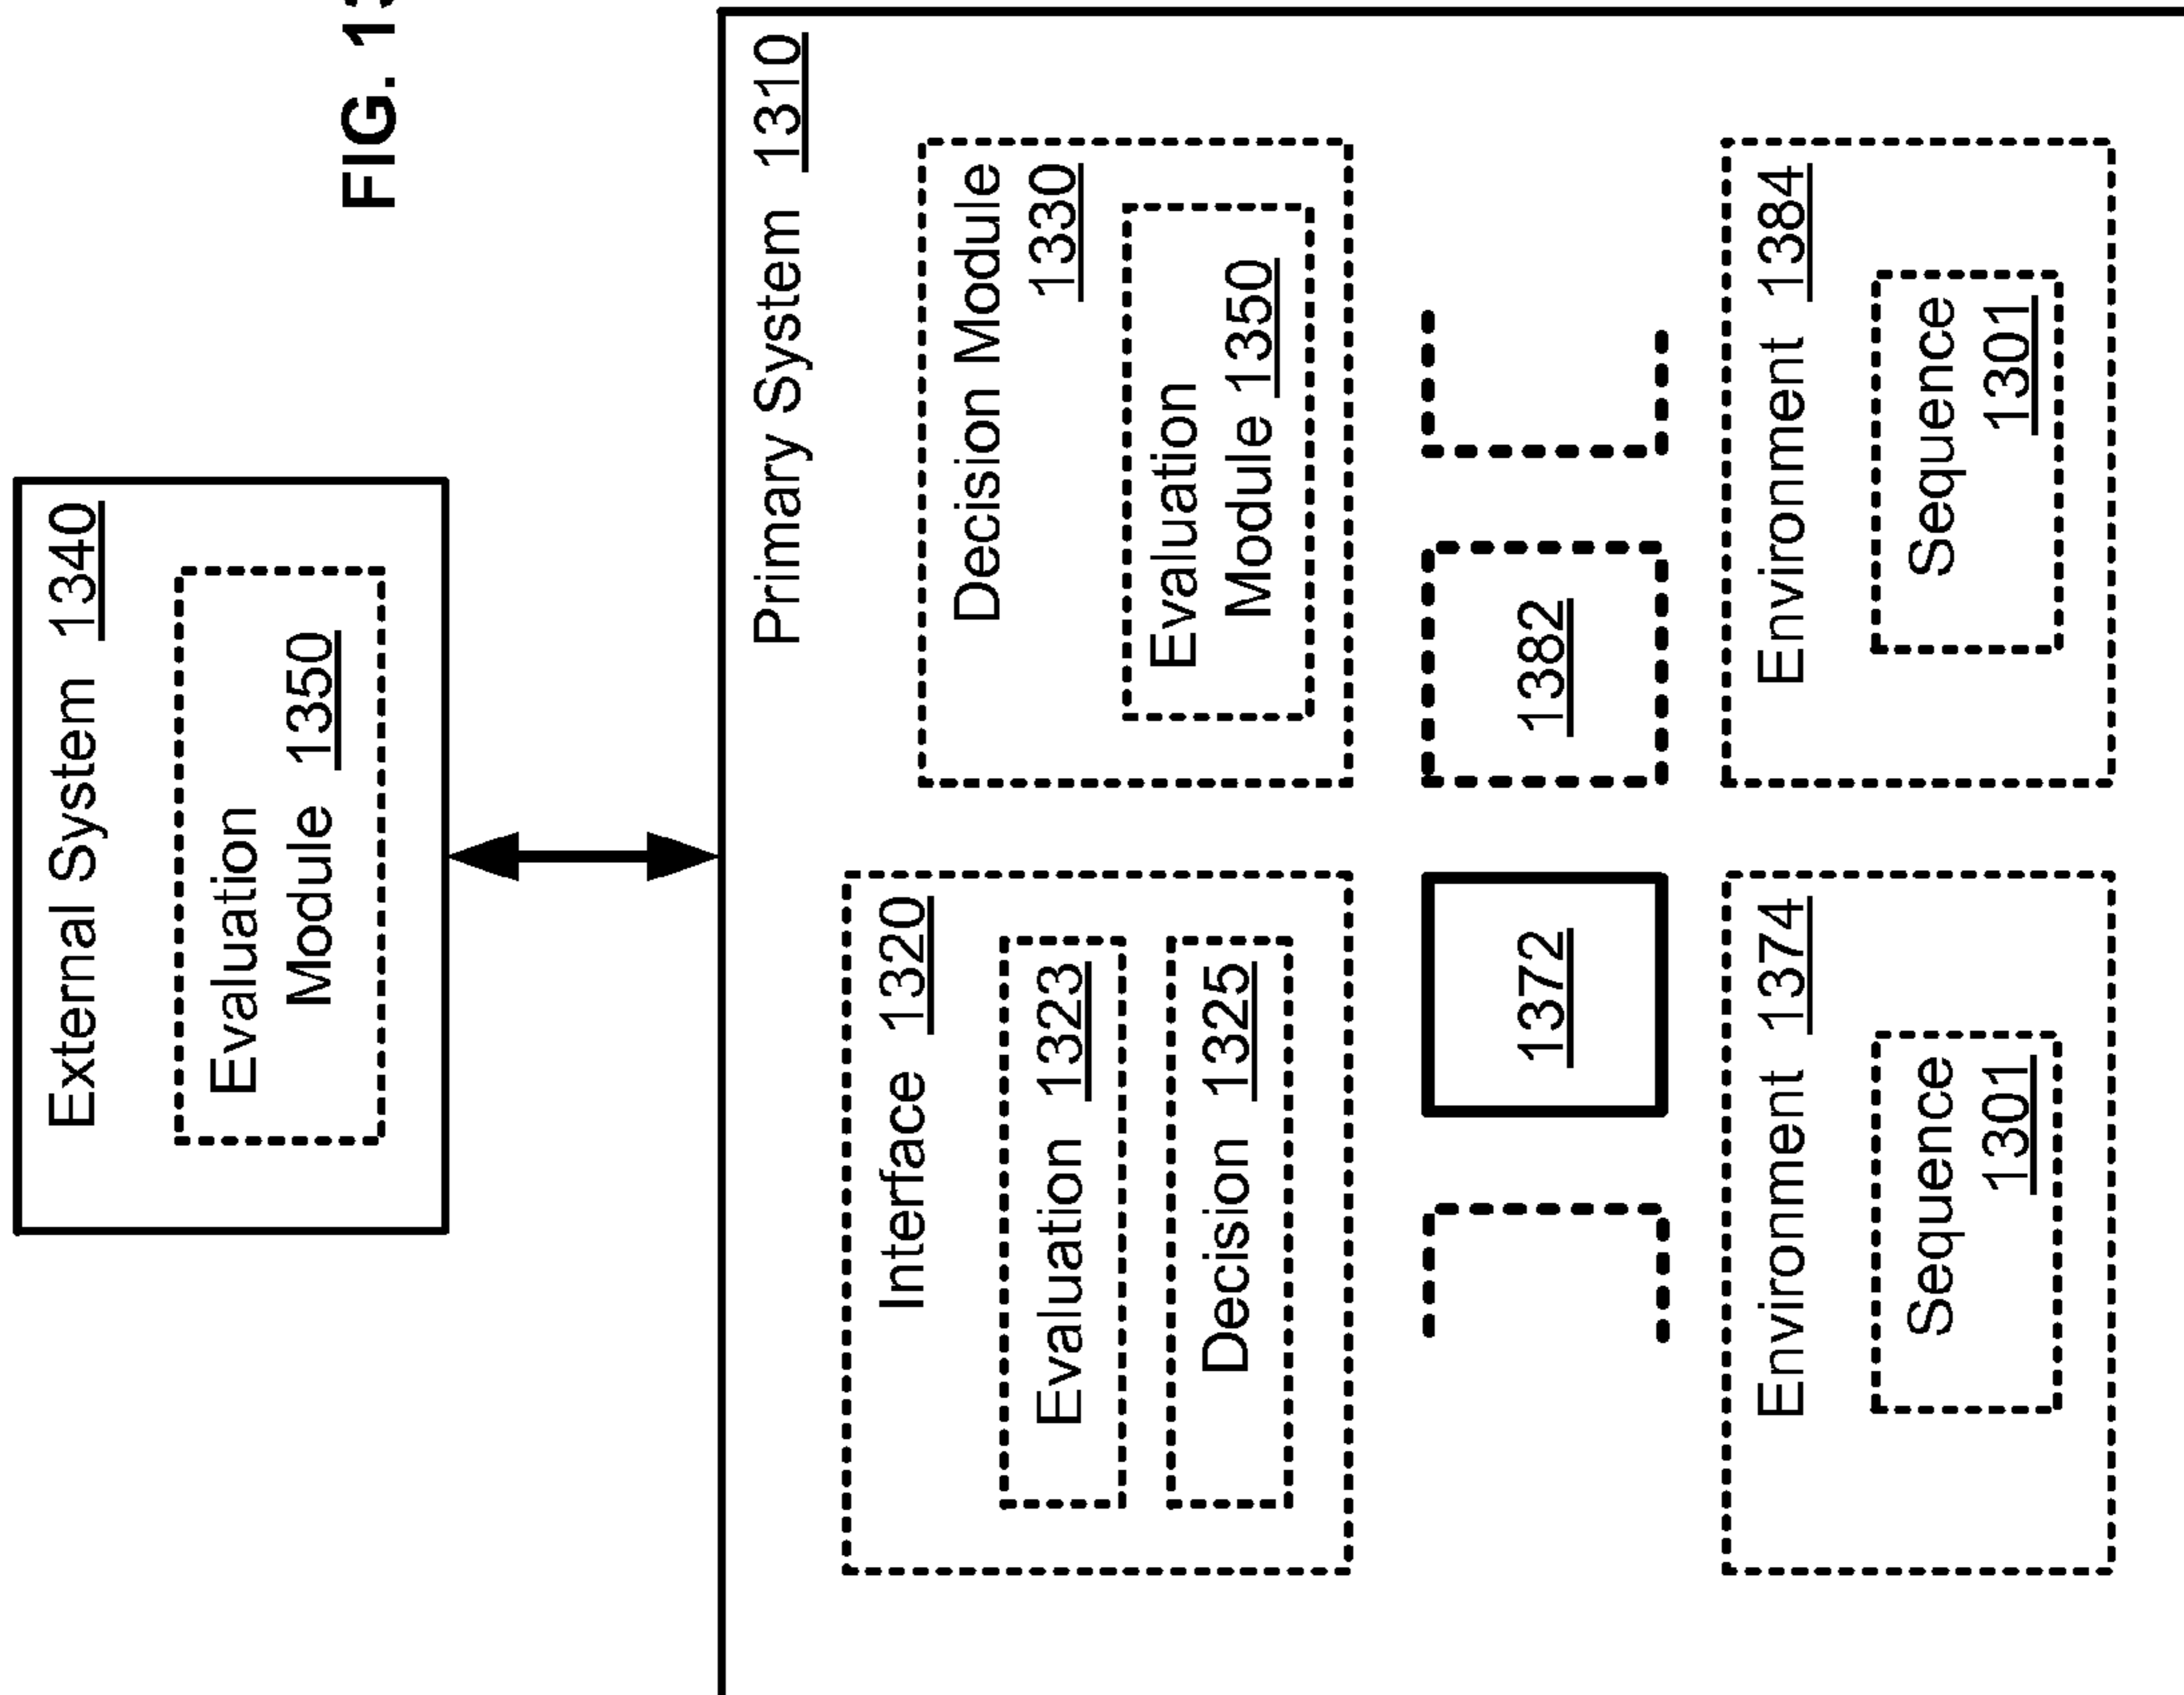 External System 1340
Evaluation
Module 1350
FIG.
Primary System 1310
Interface 1320
Evaluation 1323
Decision 1325
Decision Module
1330
Evaluation
Module 1350
1372
1382
Environment 1374
Sequence
1301
Environment 1384
Sequence
1301